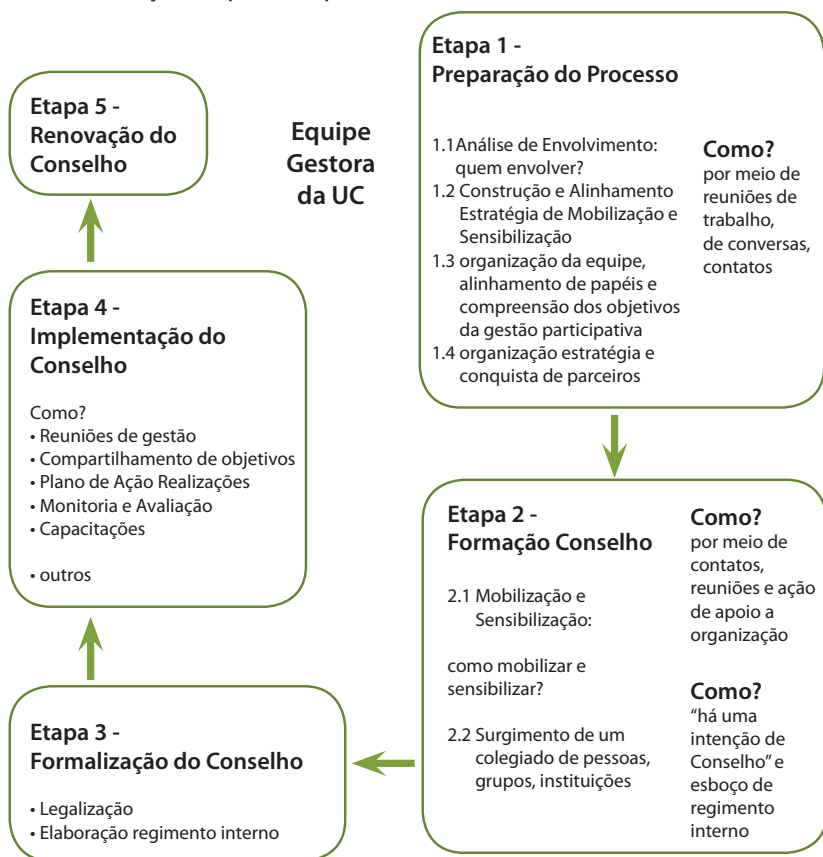 Etapa 1 -
Preparação do Processo
1.1Análise de Envolvimento:
quem envolver?
1.2 Construção e Alinhamento
Estratégia de Mobilização e
Sensibilização
1.3 organização da equipe,
alinhamento de papéis e
compreensão dos objetivos
da gestão participativa
1.4 organização estratégia e
conquista de parceiros
Como?
por meio de
reuniões de
trabalho,
de conversas,
contatos
Equipe
Gestora
da UC
Etapa 2 -
Formação Conselho
2.1 Mobilização e
Sensibilização:
como mobilizar e
sensibilizar?
2.2 Surgimento de um
colegiado de pessoas,
grupos, instituições
Como?
por meio de
contatos,
reuniões e ação
de apoio a
organização
Como?
“há uma
intenção de
Conselho” e
esboço de
regimento
interno
Etapa 3 -
Formalização do Conselho
• Legalização
• Elaboração regimento interno
Etapa 4 -
Implementação do
Conselho
Como?
• Reuniões de gestão
• Compartilhamento de objetivos
• Plano de Ação Realizações
• Monitoria e Avaliação
• Capacitações
• outros
Etapa 5 -
Renovação do
Conselho